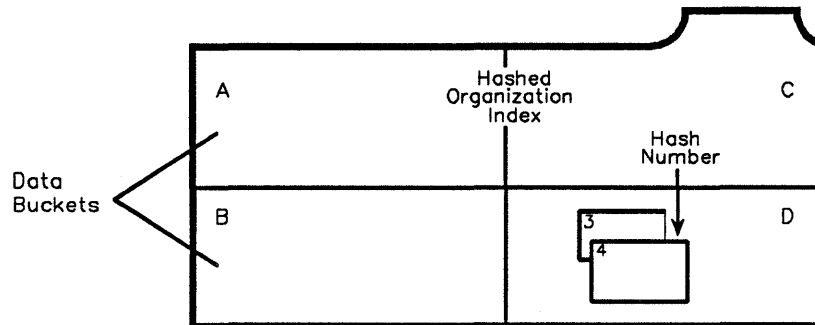 A
Hashed
Organization
Index
C
Hash
Number
Data
Buckets
B
D
3
4